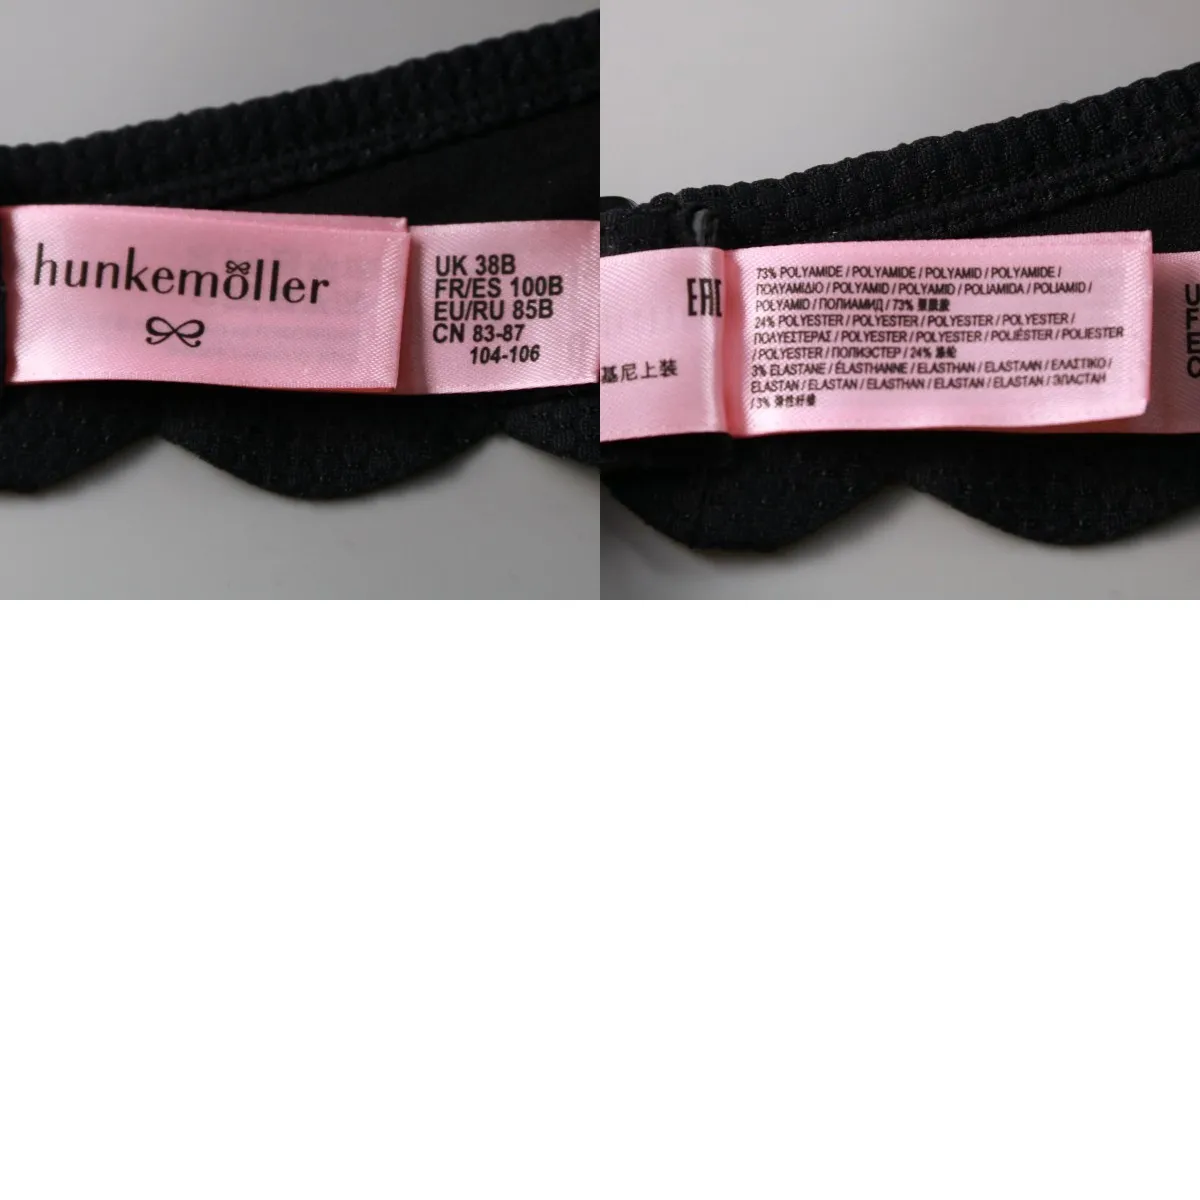 hunkemöller
UK 38B
FR/ES 100B
EU/RU 85B
CN 83-87
104-106
EAC
基尼上装
73% POLYAMIDE / POLYAMIDE / POLYAMID / POLYAMIDE /
ΠΟΛΥΑΜΙΔΙΟ / POLYAMID / POLYAMID / POLIAMIDA / POLIAMID /
POLYAMID / ПОЛИАМИД / 73% 聚酰胺
24% POLYESTER / POLYESTER / POLYESTER / POLYESTER /
ΠΟΛΥΕΣΤΕΡΑΣ / POLYESTER / POLYESTER / POLIÉSTER / POLIESTER
/ POLYESTER / ПОЛИЭСТЕР / 24% 涤纶
3% ELASTANE / ÉLASTHANNE / ELASTHAN / ELASTAAN / ΕΛΑΣΤΙΚΟ /
ELASTAN / ELASTAN / ELASTHAN / ELASTAN / ELASTAN / ЭЛАСТАН
/ 3% 弹性纤维